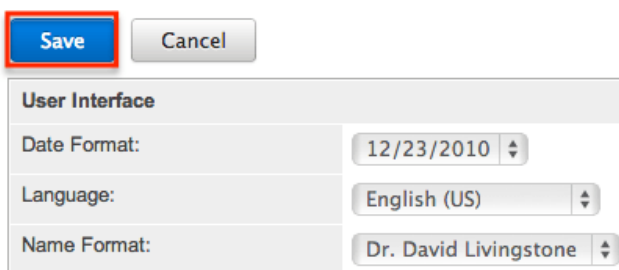 Save Cancel
User Interface
Date Format: 12/23/2010
Language: English (US)
Name Format: Dr. David Livingstone